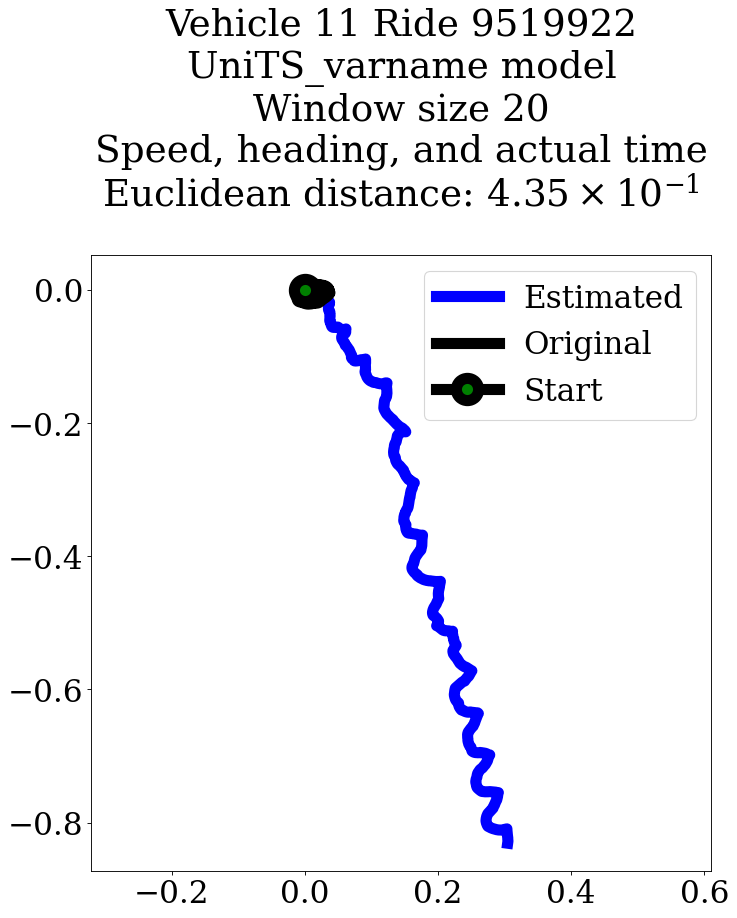 Vehicle 11 Ride 9519922
UniTS_varname model
Window size 20
Speed, heading, and actual time
Euclidean distance: 4.35 × 10⁻¹
Estimated
Original
Start
0.0
−0.2
−0.4
−0.6
−0.8
−0.2 0.0 0.2 0.4 0.6